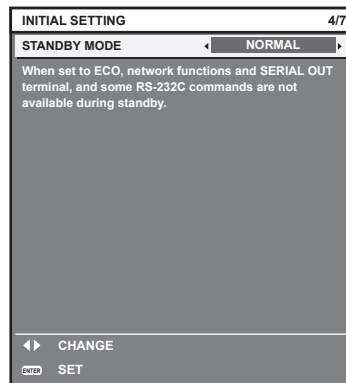 INITIAL SETTING 4/7
STANDBY MODE NORMAL
When set to ECO, network functions and SERIAL OUT
terminal, and some RS-232C commands are not
available during standby.
CHANGE
ENTER SET